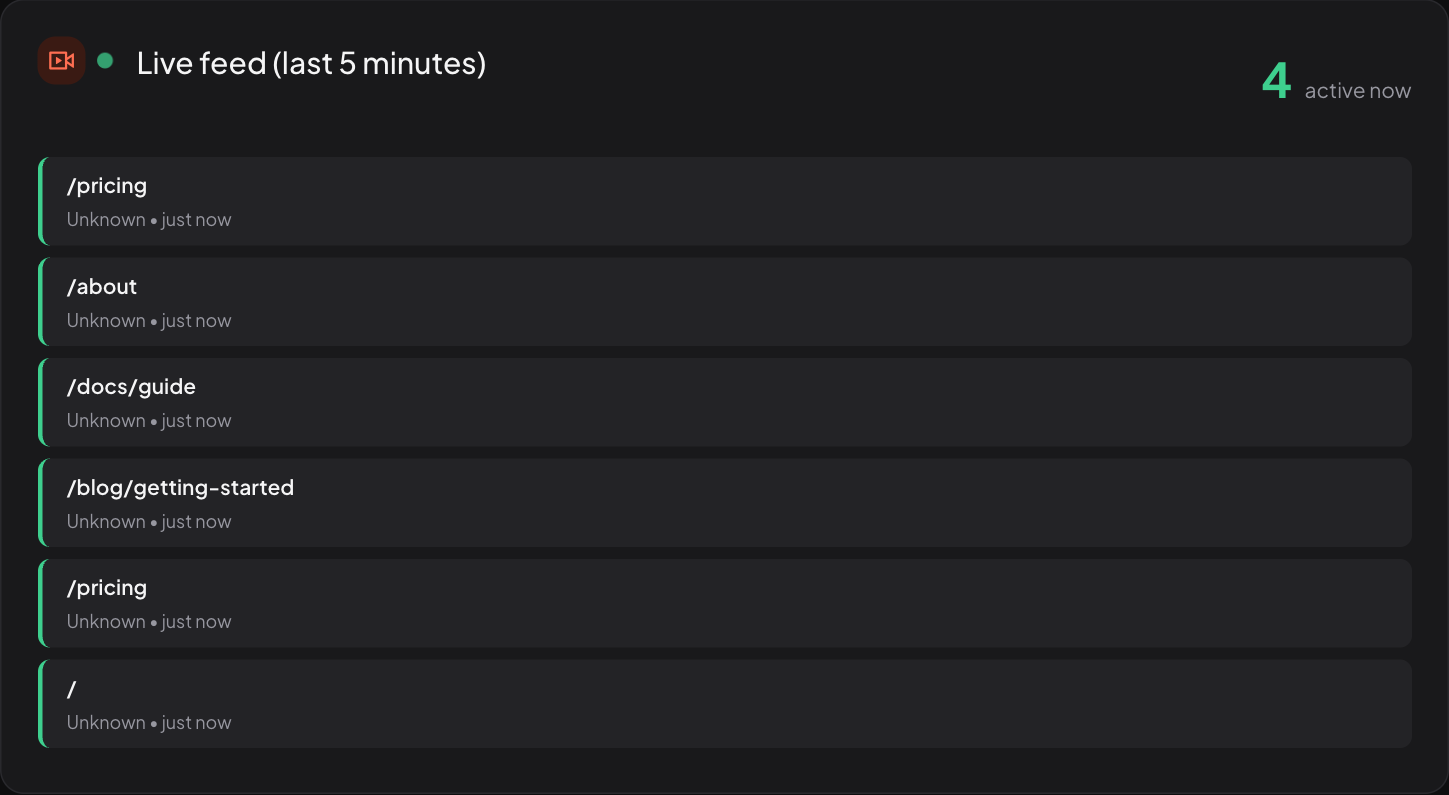 Live feed (last 5 minutes)
4 active now
/pricing
Unknown • just now
/about
Unknown • just now
/docs/guide
Unknown • just now
/blog/getting-started
Unknown • just now
/pricing
Unknown • just now
/
Unknown • just now